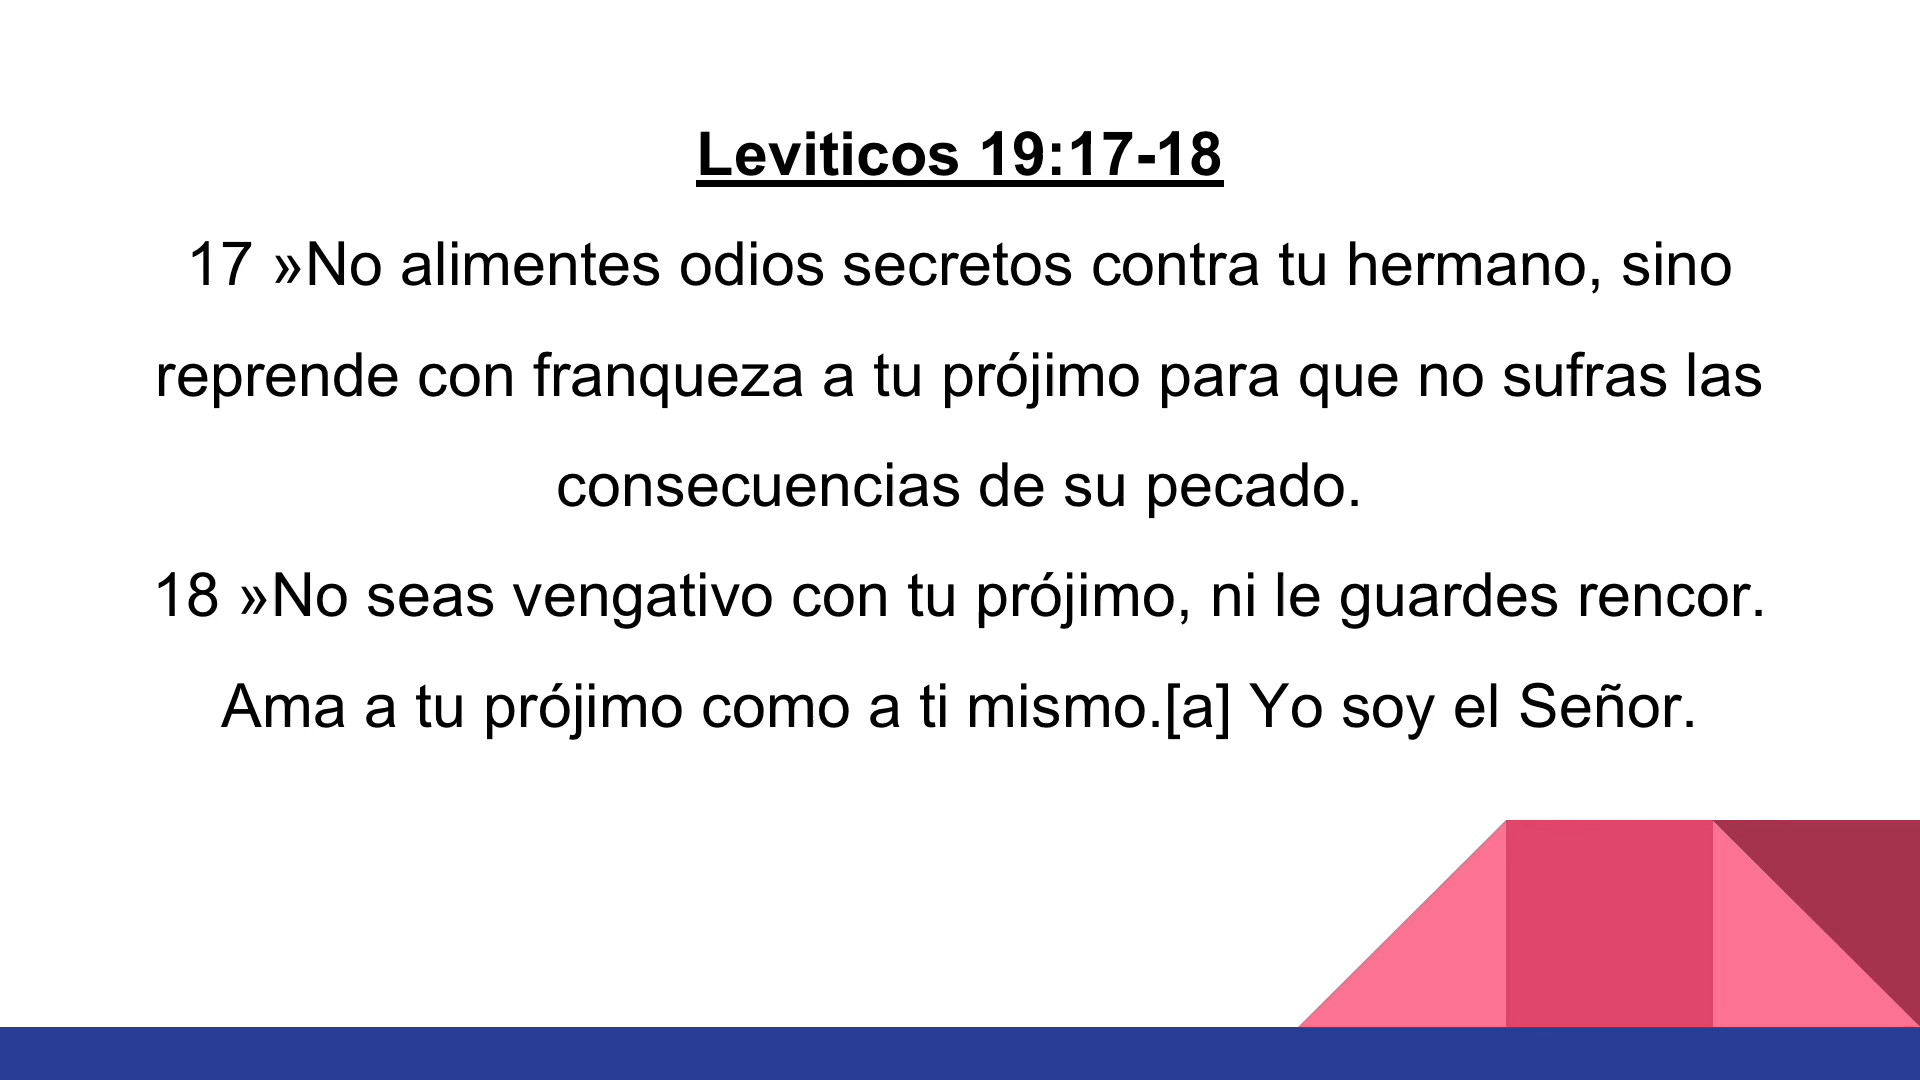 Leviticos 19:17-18
17 »No alimentes odios secretos contra tu hermano, sino
reprende con franqueza a tu prójimo para que no sufras las
consecuencias de su pecado.
18 »No seas vengativo con tu prójimo, ni le guardes rencor.
Ama a tu prójimo como a ti mismo.[a] Yo soy el Señor.